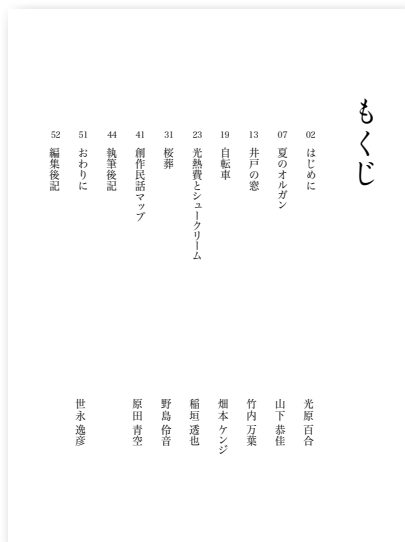 もくじ
02 はじめに 光原 百合
07 夏のオルガン 山下 恭佳
13 井戸の窓 竹内 万葉
19 自転車 畑本 ケンジ
23 光熱費とシュークリーム 稲垣 透也
31 桜葬 野島 伶音
41 創作民話マップ 原田 青空
44 執筆後記
51 おわりに 世永 逸彦
52 編集後記